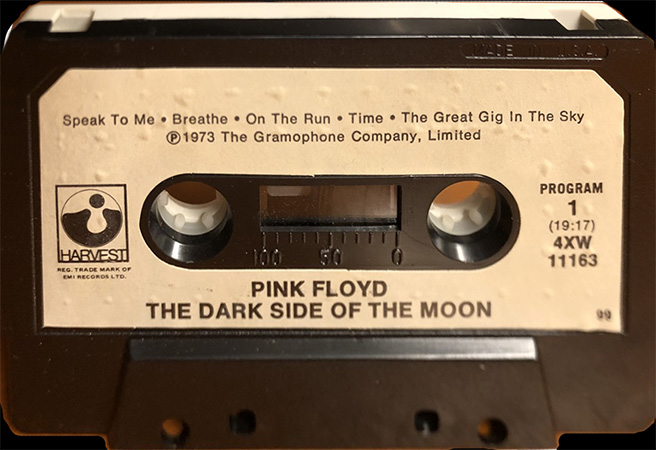 MADE IN U.S.A.
Speak To Me • Breathe • On The Run • Time • The Great Gig In The Sky
℗1973 The Gramophone Company, Limited
HARVEST
REG. TRADE MARK OF
EMI RECORDS LTD.
PROGRAM
1
(19:17)
4XW
11163
100 50 0
PINK FLOYD
THE DARK SIDE OF THE MOON
99